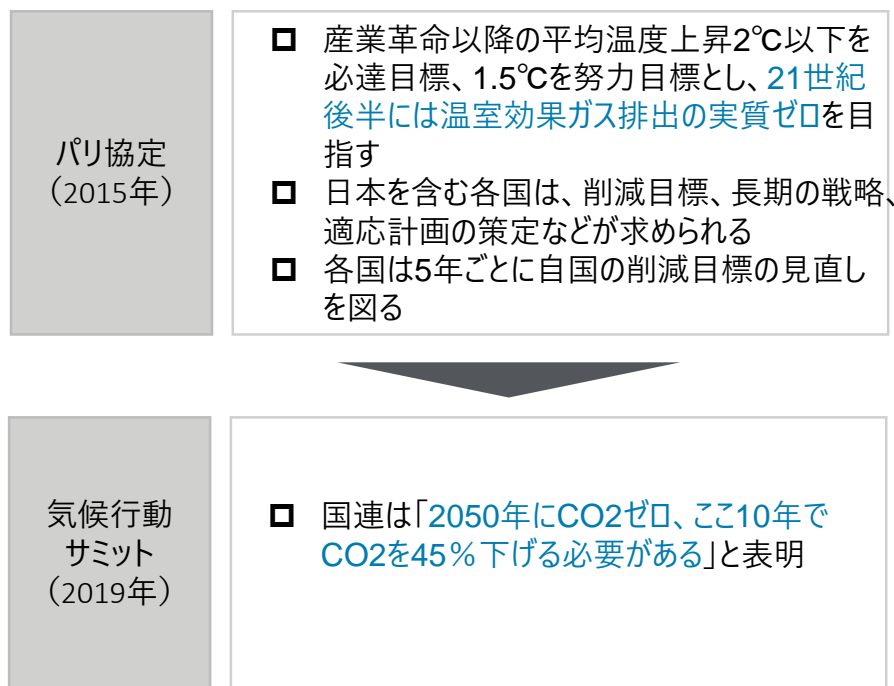 パリ協定
（2015年）
□ 産業革命以降の平均温度上昇2℃以下を
必達目標、1.5℃を努力目標とし、21世紀
後半には温室効果ガス排出の実質ゼロを目
指す
□ 日本を含む各国は、削減目標、長期の戦略、
適応計画の策定などが求められる
□ 各国は5年ごとに自国の削減目標の見直し
を図る
気候行動
サミット
（2019年）
□ 国連は「2050年にCO2ゼロ、ここ10年で
CO2を45％下げる必要がある」と表明